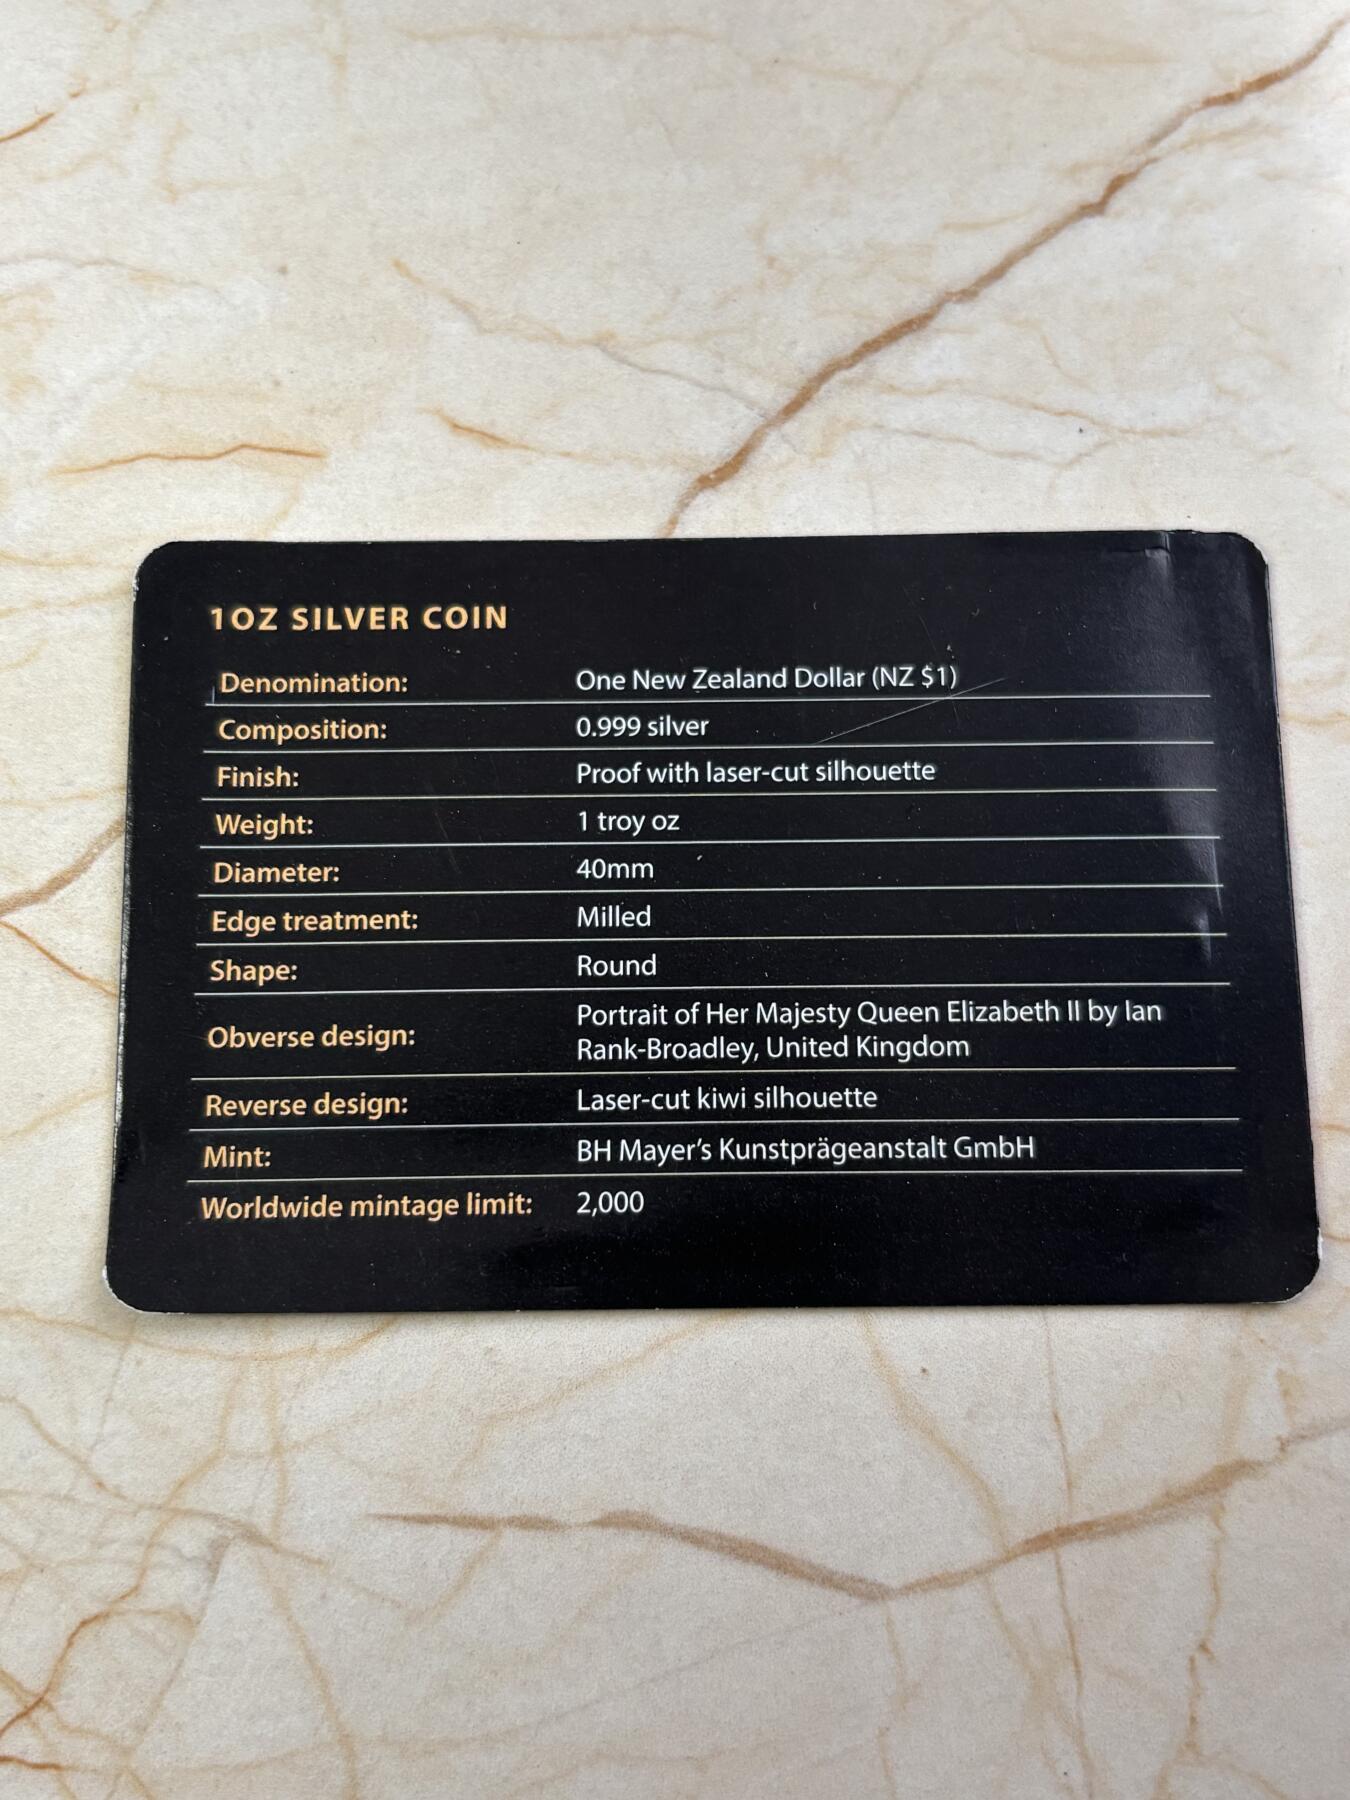 1OZ SILVER COIN
Denomination: One New Zealand Dollar (NZ $1)
Composition: 0.999 silver
Finish: Proof with laser-cut silhouette
Weight: 1 troy oz
Diameter: 40mm
Edge treatment: Milled
Shape: Round
Obverse design: Portrait of Her Majesty Queen Elizabeth II by Ian
Rank-Broadley, United Kingdom
Reverse design: Laser-cut kiwi silhouette
Mint: BH Mayer's Kunstprägeanstalt GmbH
Worldwide mintage limit: 2,000